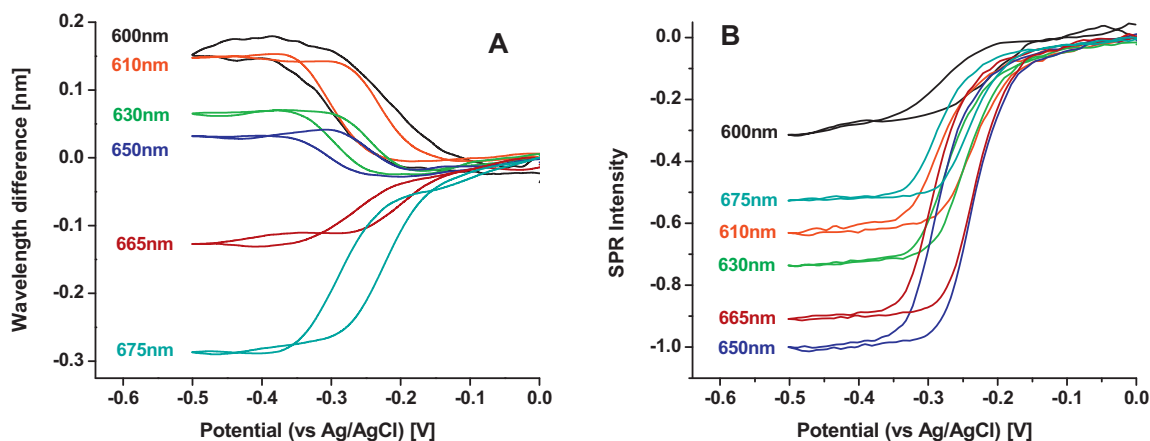 A
Wavelength difference [nm]
0.2
0.1
0.0
-0.1
-0.2
-0.3
600nm
610nm
630nm
650nm
665nm
675nm
-0.6 -0.5 -0.4 -0.3 -0.2 -0.1 0.0
Potential (vs Ag/AgCl) [V]
B
SPR Intensity
0.0
-0.2
-0.4
-0.6
-0.8
-1.0
600nm
675nm
610nm
630nm
665nm
650nm
-0.6 -0.5 -0.4 -0.3 -0.2 -0.1 0.0
Potential (vs Ag/AgCl) [V]